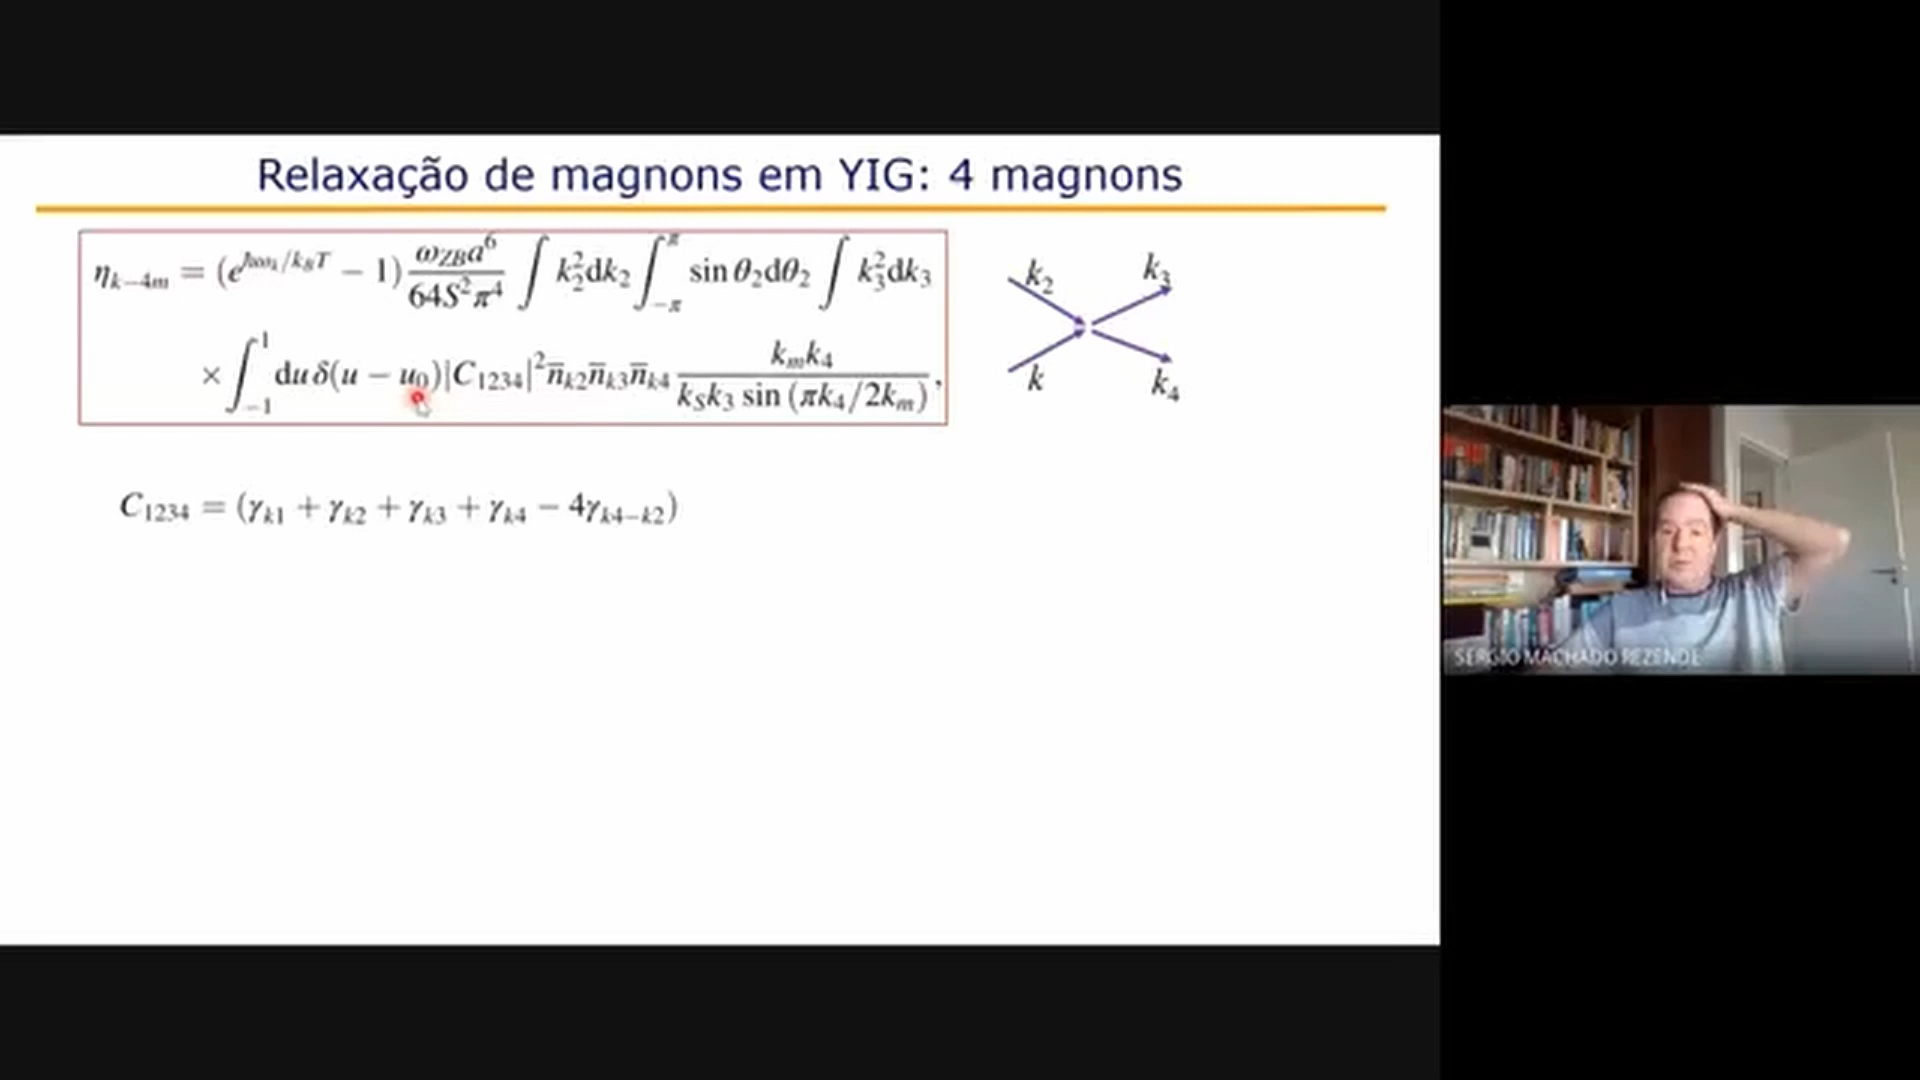 Relaxação de magnons em YIG: 4 magnons
η_{k−4m} = (e^{ħω_k/k_BT} − 1) \frac{ω_{ZB}a^6}{64S^2π^4} ∫ k_2^2 dk_2 ∫_{−π}^{π} sin θ_2 dθ_2 ∫ k_3^2 dk_3
× ∫_{−1}^{1} du δ(u − u_0)|C_{1234}|^2 n̅_{k2} n̅_{k3} n̅_{k4} \frac{k_m k_4}{k_S k_3 sin (πk_4/2k_m)},
k_2 k_3
k k_4
C_{1234} = (γ_{k1} + γ_{k2} + γ_{k3} + γ_{k4} − 4γ_{k4−k2})
SERGIO MACHADO REZENDE